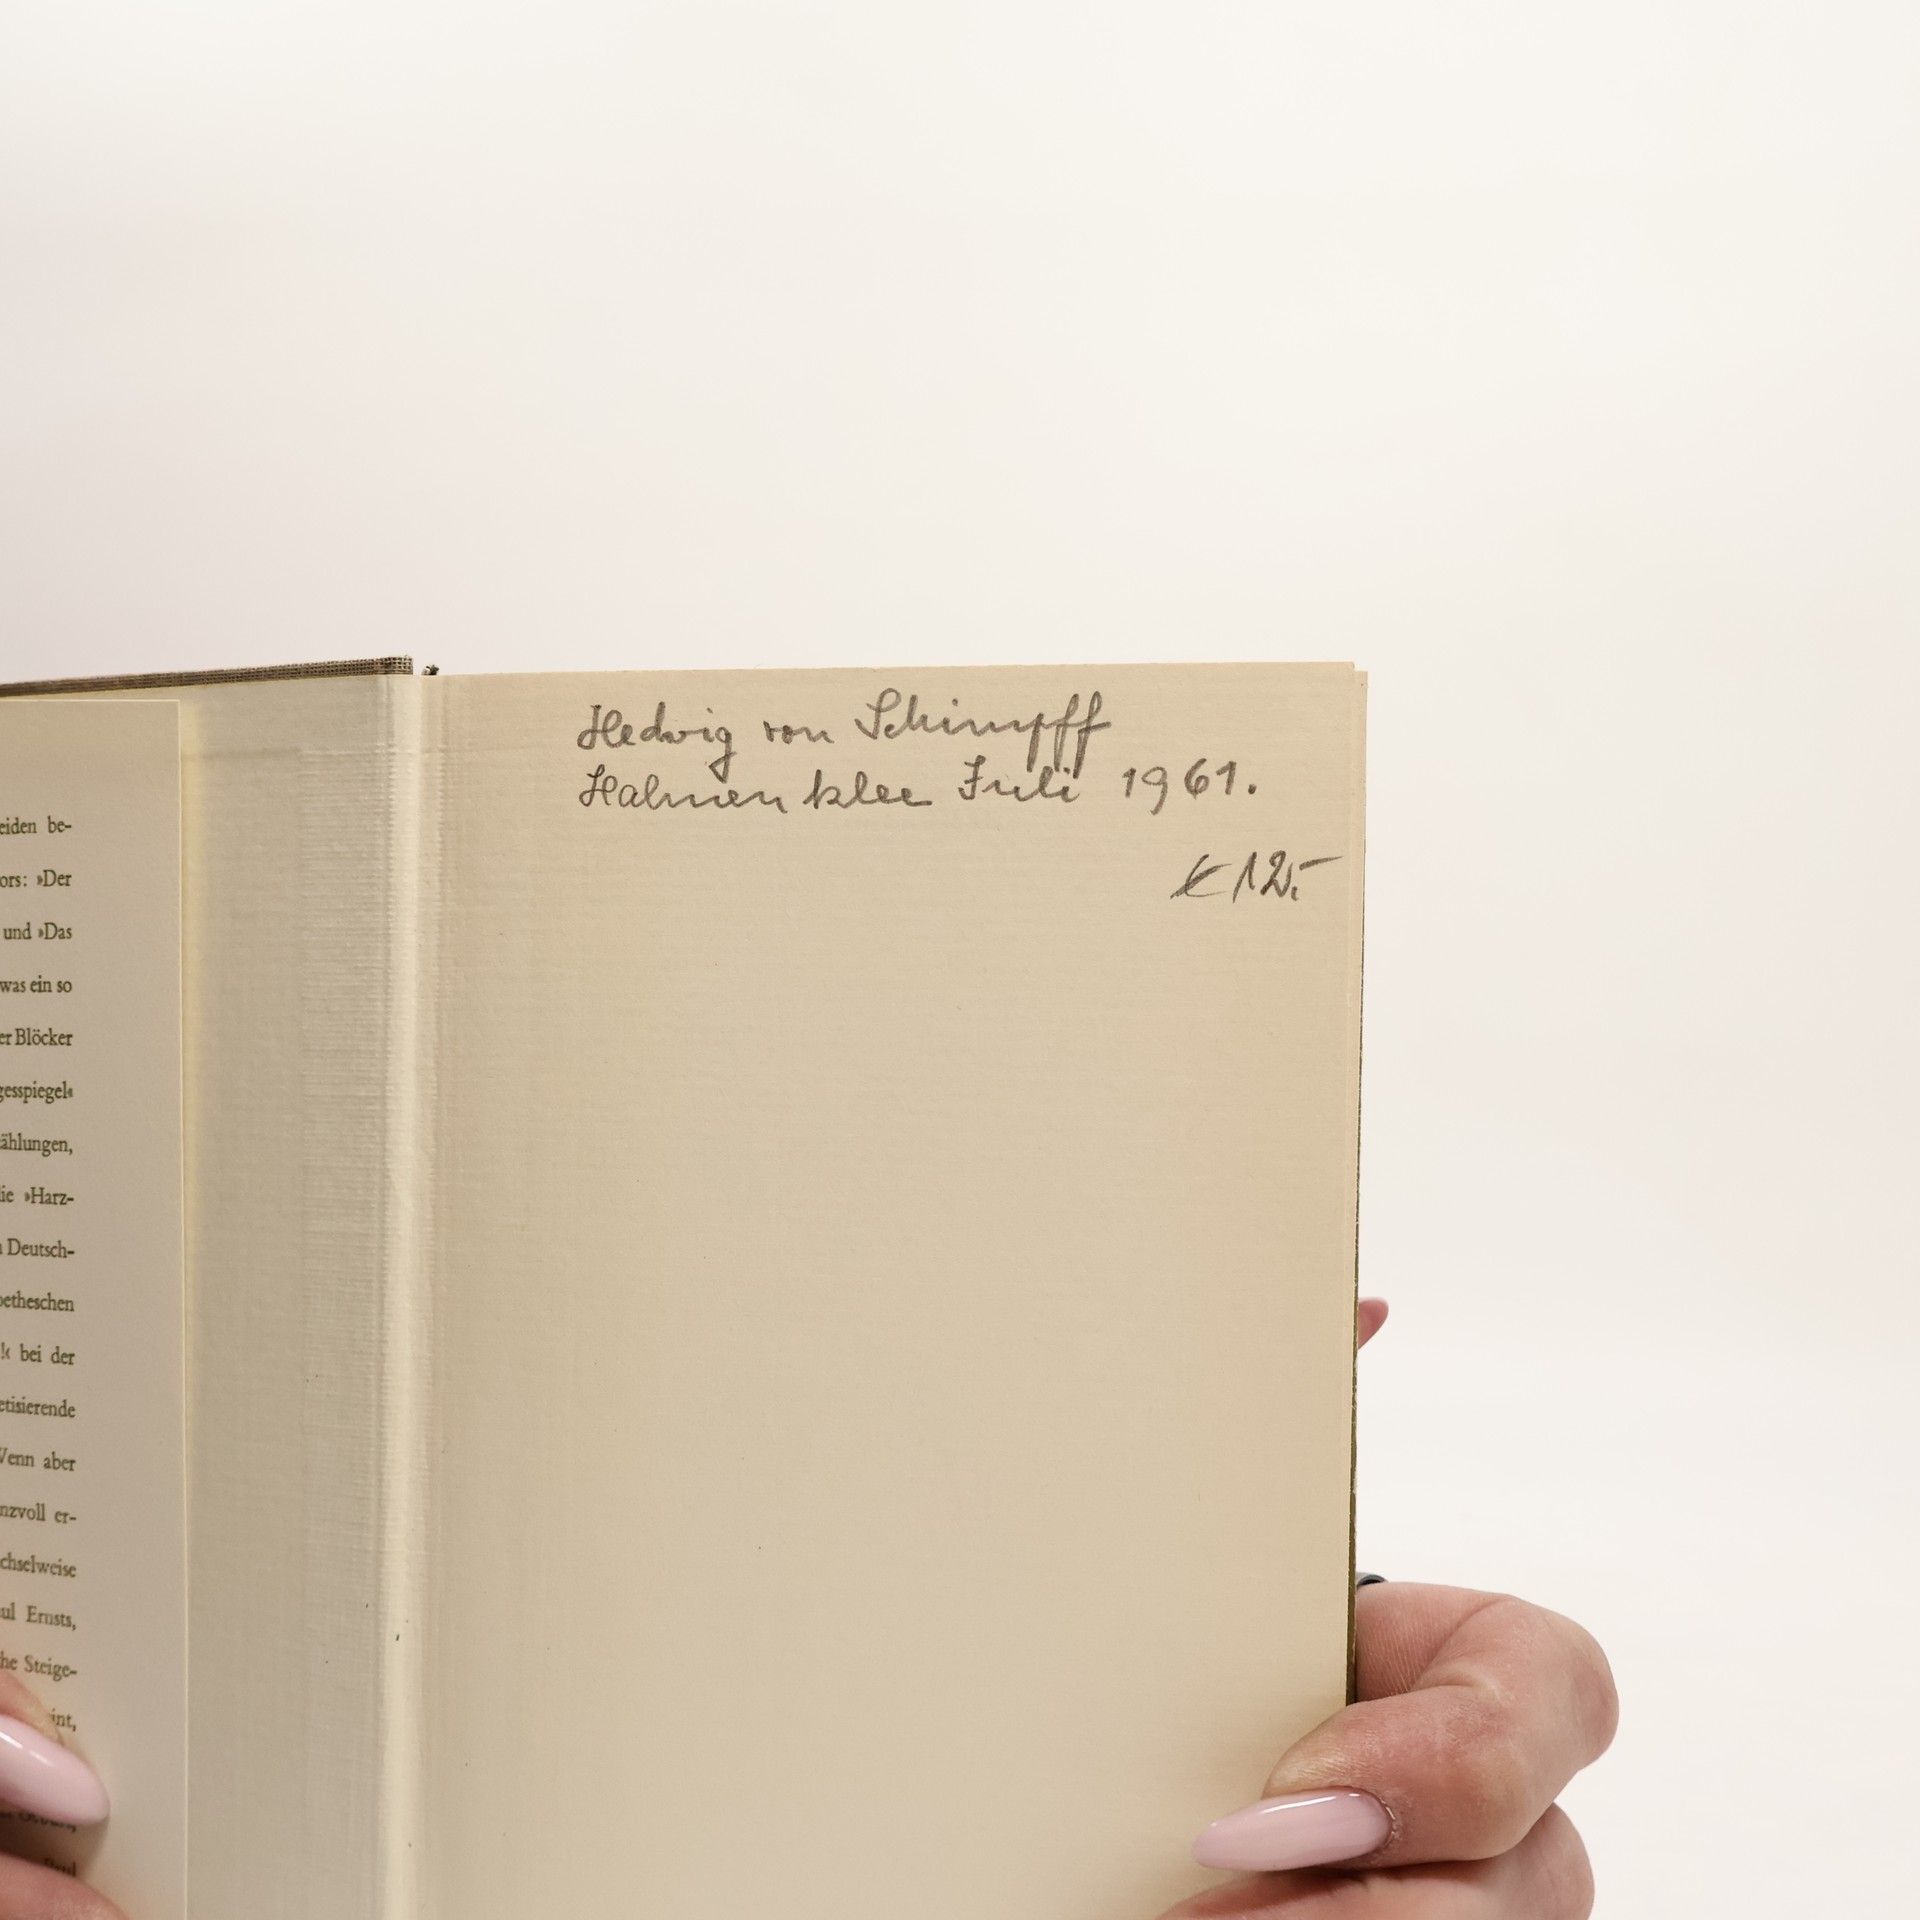 eiden be-
ors: »Der
und »Das
was ein so
er Blöcker
gesspiegel«
ählungen,
ie »Harz-
n Deutsch-
oetheschen
!‹ bei der
etisierende
Wenn aber
nzvoll er-
chselweise
ul Ernsts,
he Steige-
int,
Hedwig von Schimpff
Hahnenklee Juli 1961.
€ 12.-